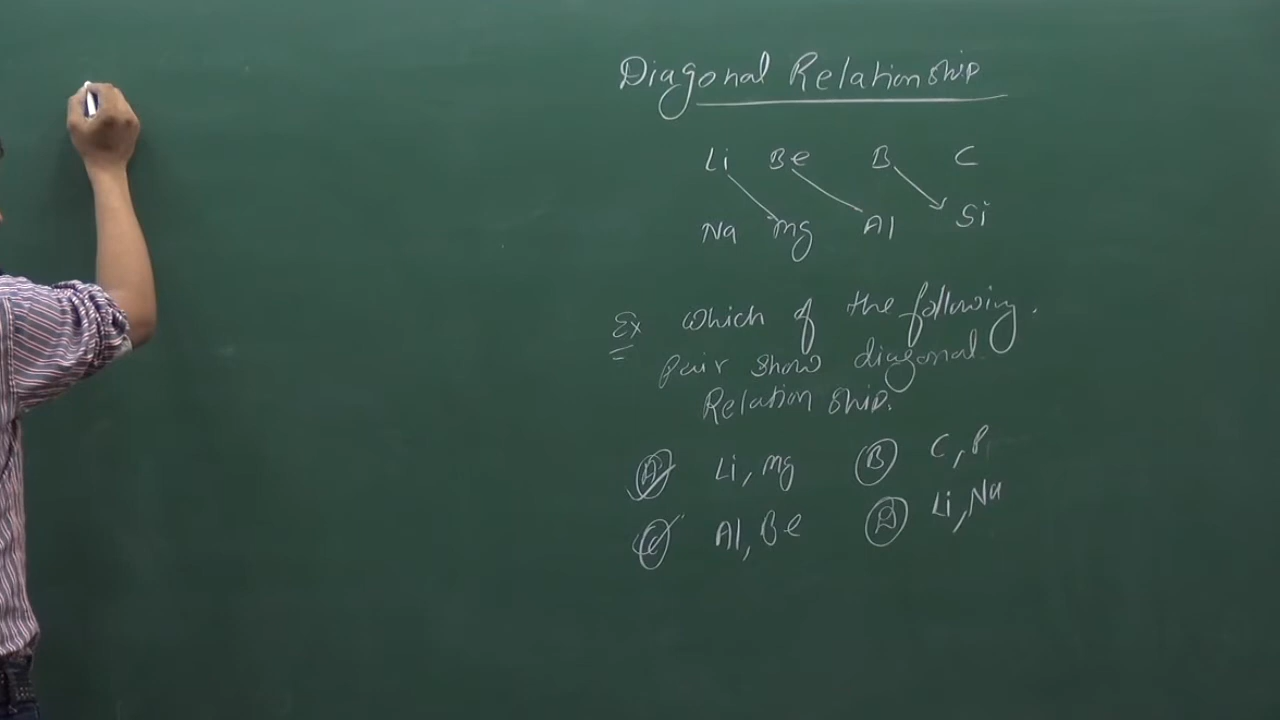 Diagonal Relationship
Li Be B C
Na Mg Al Si
Ex Which of the following.
pair show diagonal
Relation ship.
(A) Li, Mg (B) C, P
(C) Al, Be (D) Li, Na